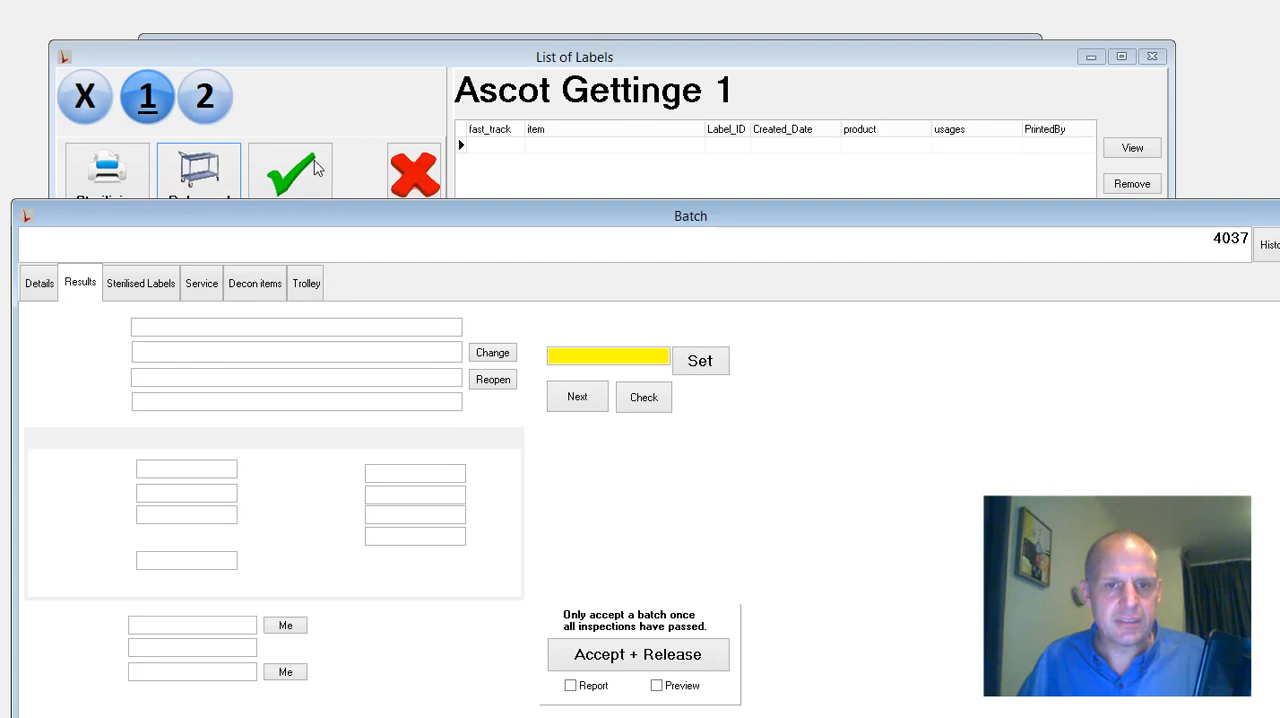 List of Labels
X 1 2
Ascot Gettinge 1
fast_track item Label_ID Created_Date product usages PrintedBy
View
Remove
Batch
4037
Details Results Sterilised Labels Service Decon items Trolley
Change
Reopen
Set
Next Check
Only accept a batch once
all inspections have passed.
Me
Accept + Release
Me
Report Preview